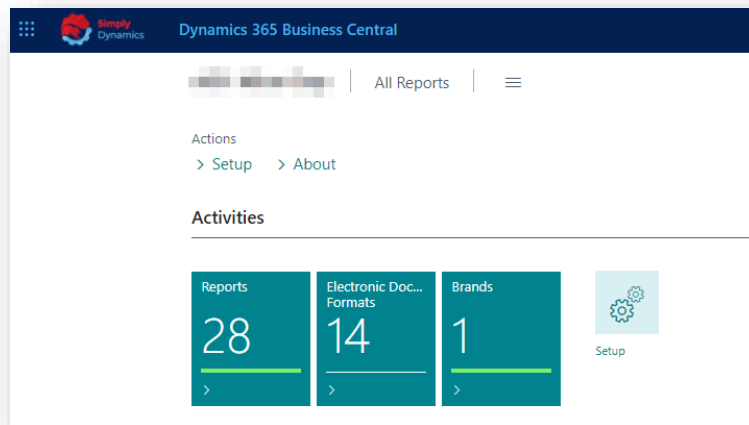 Simply
Dynamics
Dynamics 365 Business Central
All Reports
Actions
Setup
About
Activities
Reports
28
Electronic Doc...
Formats
14
Brands
1
Setup